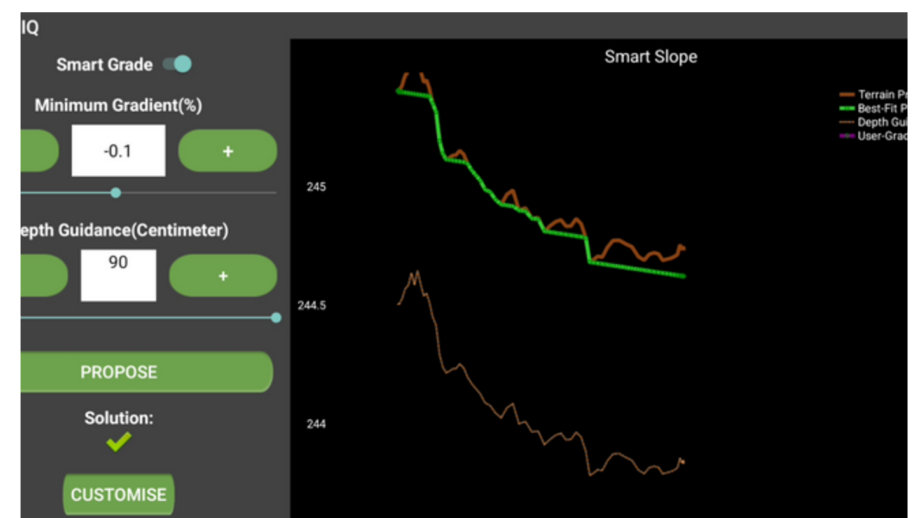 IQ
Smart Grade
Minimum Gradient(%)
-0.1
+
epth Guidance(Centimeter)
90
+
PROPOSE
Solution:
CUSTOMISE
Smart Slope
Terrain Pr
Best-Fit P
Depth Gui
User-Grad
245
244.5
244